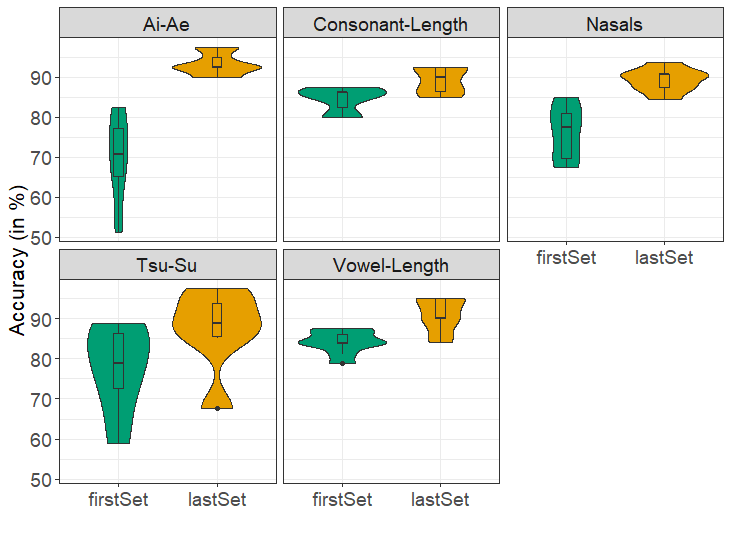 Ai-Ae
Consonant-Length
Nasals
90
80
70
60
50
firstSet
lastSet
Accuracy (in %)
Tsu-Su
Vowel-Length
90
80
70
60
50
firstSet
lastSet
firstSet
lastSet